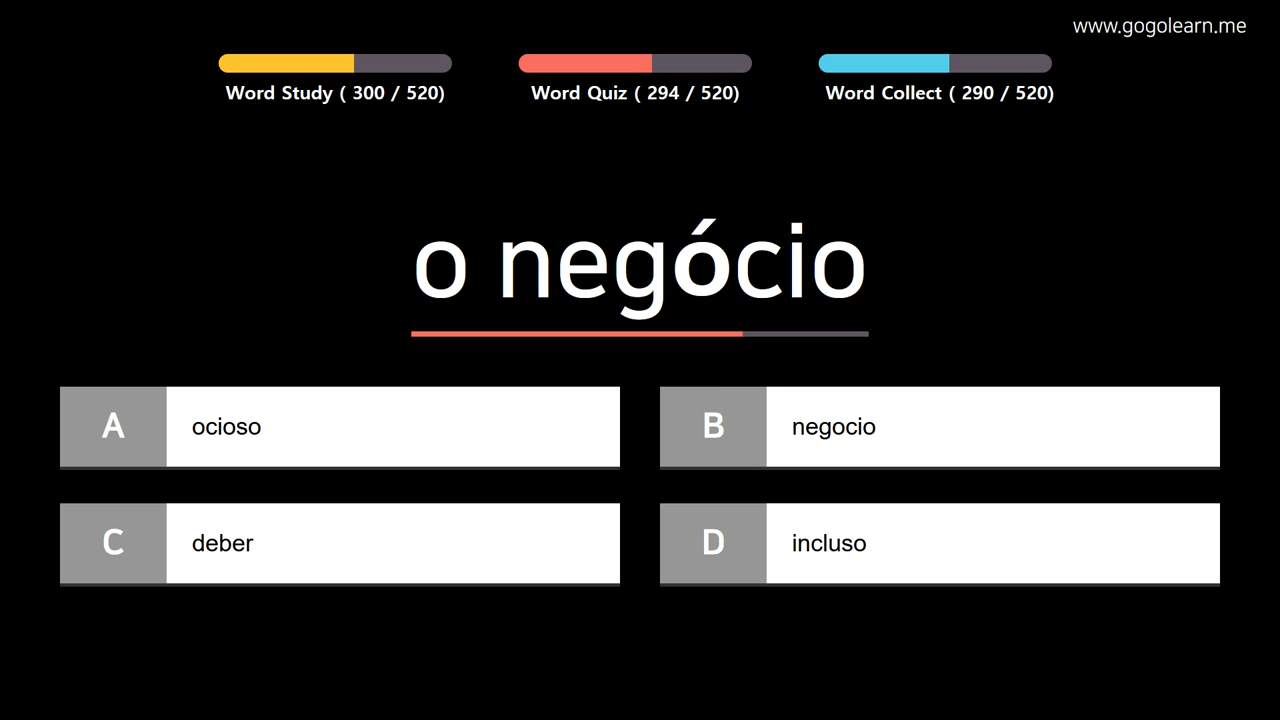 www.gogolearn.me
Word Study ( 300 / 520)
Word Quiz ( 294 / 520)
Word Collect ( 290 / 520)
o negócio
A ocioso
B negocio
C deber
D incluso